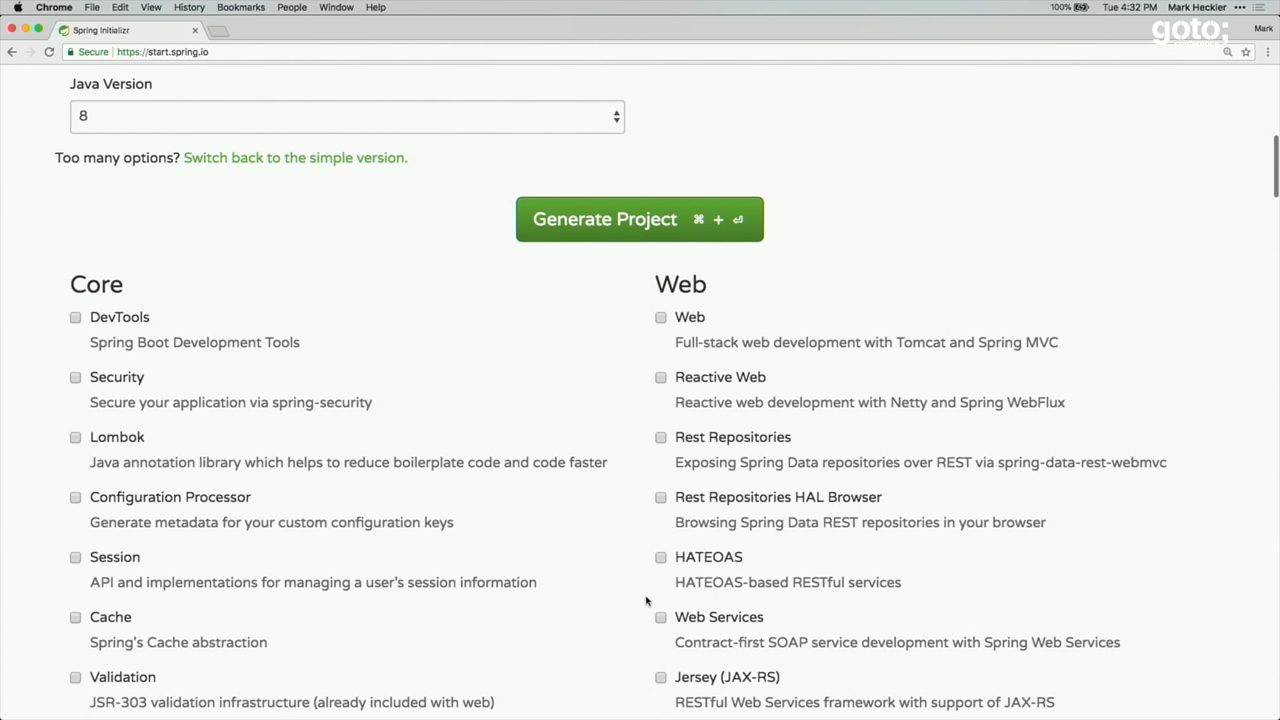 Chrome File Edit View History Bookmarks People Window Help 100% Tue 4:32 PM Mark Heckler
Spring Initializr
goto;
Mark
Secure https://start.spring.io
Java Version
8
Too many options? Switch back to the simple version.
Generate Project ⌘ + ⏎
Core
DevTools
Spring Boot Development Tools
Security
Secure your application via spring-security
Lombok
Java annotation library which helps to reduce boilerplate code and code faster
Configuration Processor
Generate metadata for your custom configuration keys
Session
API and implementations for managing a user's session information
Cache
Spring's Cache abstraction
Validation
JSR-303 validation infrastructure (already included with web)
Web
Web
Full-stack web development with Tomcat and Spring MVC
Reactive Web
Reactive web development with Netty and Spring WebFlux
Rest Repositories
Exposing Spring Data repositories over REST via spring-data-rest-webmvc
Rest Repositories HAL Browser
Browsing Spring Data REST repositories in your browser
HATEOAS
HATEOAS-based RESTful services
Web Services
Contract-first SOAP service development with Spring Web Services
Jersey (JAX-RS)
RESTful Web Services framework with support of JAX-RS